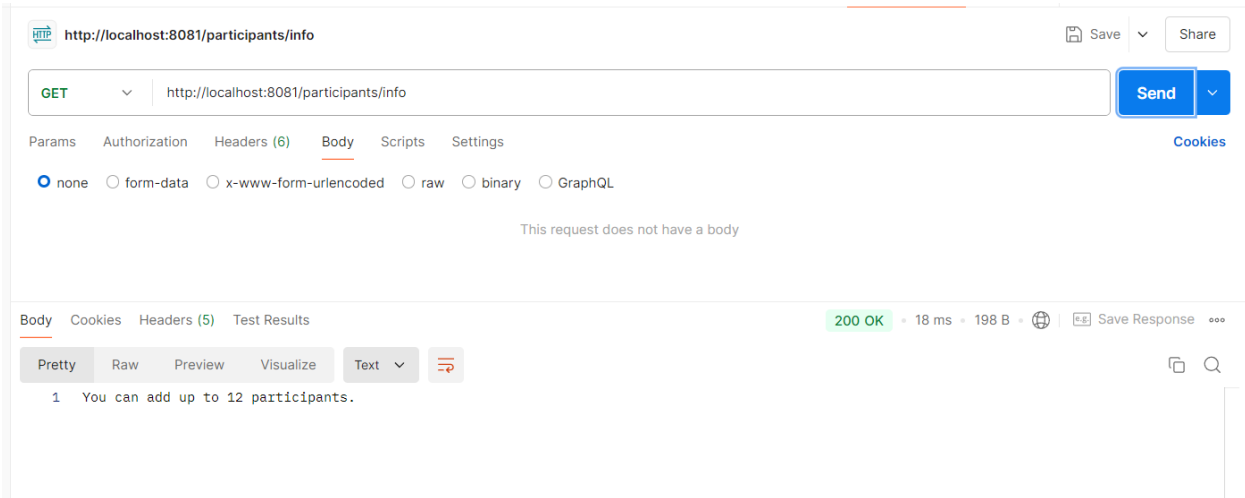 HTTP http://localhost:8081/participants/info Save Share
GET http://localhost:8081/participants/info Send
Params Authorization Headers (6) Body Scripts Settings Cookies
none form-data x-www-form-urlencoded raw binary GraphQL
This request does not have a body
Body Cookies Headers (5) Test Results 200 OK 18 ms 198 B e.g. Save Response
Pretty Raw Preview Visualize Text
1 You can add up to 12 participants.